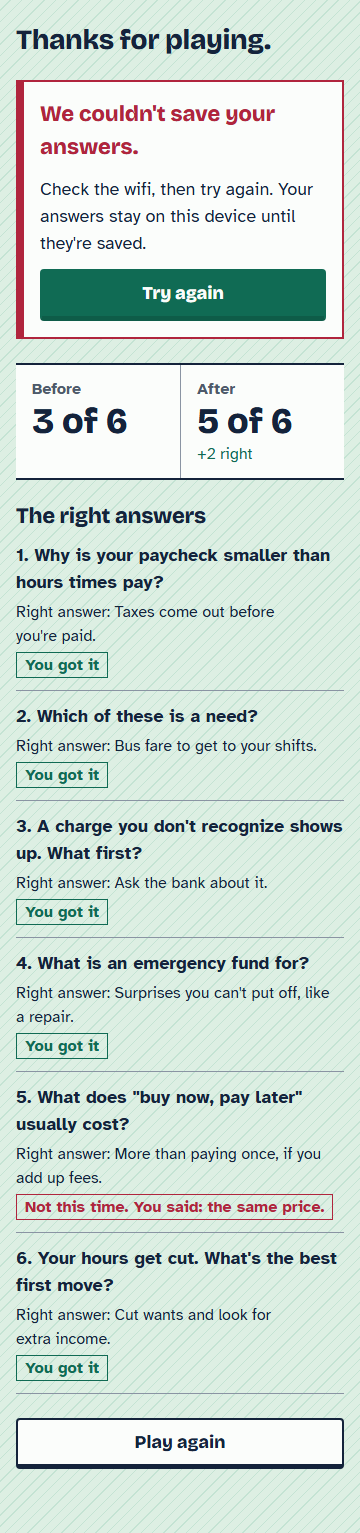 Thanks for playing.
We couldn't save your
answers.
Check the wifi, then try again. Your
answers stay on this device until
they're saved.
Try again
Before
3 of 6
After
5 of 6
+2 right
The right answers
1. Why is your paycheck smaller than
hours times pay?
Right answer: Taxes come out before
you're paid.
You got it
2. Which of these is a need?
Right answer: Bus fare to get to your shifts.
You got it
3. A charge you don't recognize shows
up. What first?
Right answer: Ask the bank about it.
You got it
4. What is an emergency fund for?
Right answer: Surprises you can't put off, like
a repair.
You got it
5. What does "buy now, pay later"
usually cost?
Right answer: More than paying once, if you
add up fees.
Not this time. You said: the same price.
6. Your hours get cut. What's the best
first move?
Right answer: Cut wants and look for
extra income.
You got it
Play again